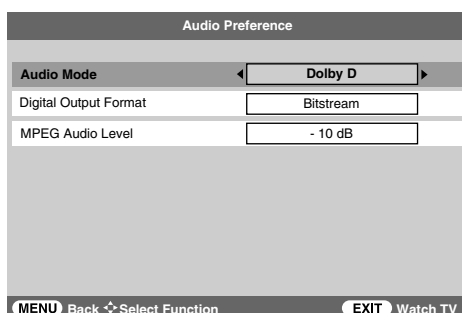 Audio Preference
Audio Mode Dolby D
Digital Output Format Bitstream
MPEG Audio Level - 10 dB
MENU Back Select Function EXIT Watch TV